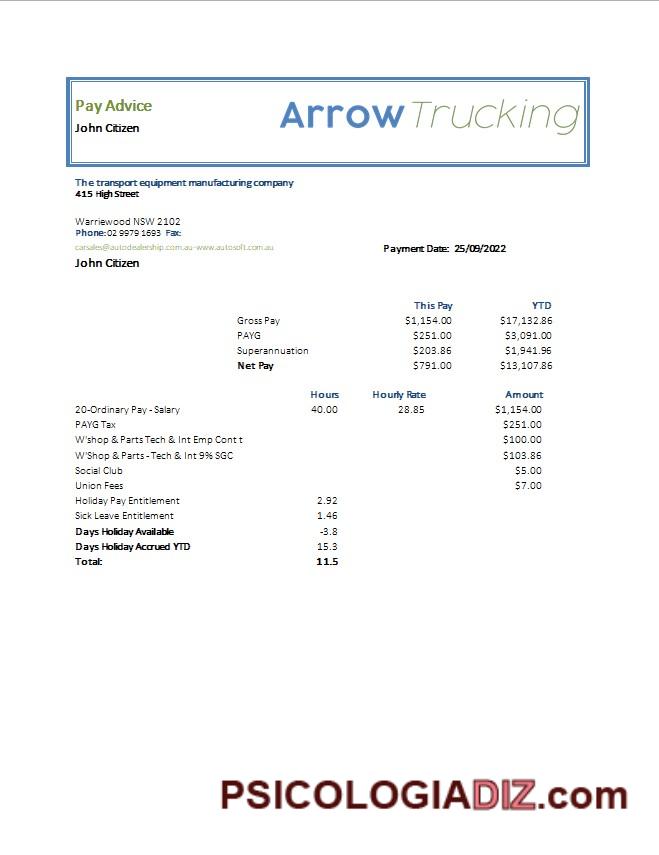 Pay Advice
Arrow Trucking
John Citizen
The transport equipment manufacturing company
415 High Street
Warriewood NSW 2102
Phone: 02 9979 1693 Fax:
carsales@autodealership.com.au-www.autosoft.com.au
Payment Date: 25/09/2022
John Citizen
This Pay YTD
Gross Pay $1,154.00 $17,132.86
PAYG $251.00 $3,091.00
Superannuation $203.86 $1,941.96
Net Pay $791.00 $13,107.86
Hours Hourly Rate Amount
20-Ordinary Pay - Salary 40.00 28.85 $1,154.00
PAYG Tax $251.00
W'shop & Parts Tech & Int Emp Cont t $100.00
W'Shop & Parts - Tech & Int 9% SGC $103.86
Social Club $5.00
Union Fees $7.00
Holiday Pay Entitlement 2.92
Sick Leave Entitlement 1.46
Days Holiday Available -3.8
Days Holiday Accrued YTD 15.3
Total: 11.5
PSICOLOGIADIZ.com